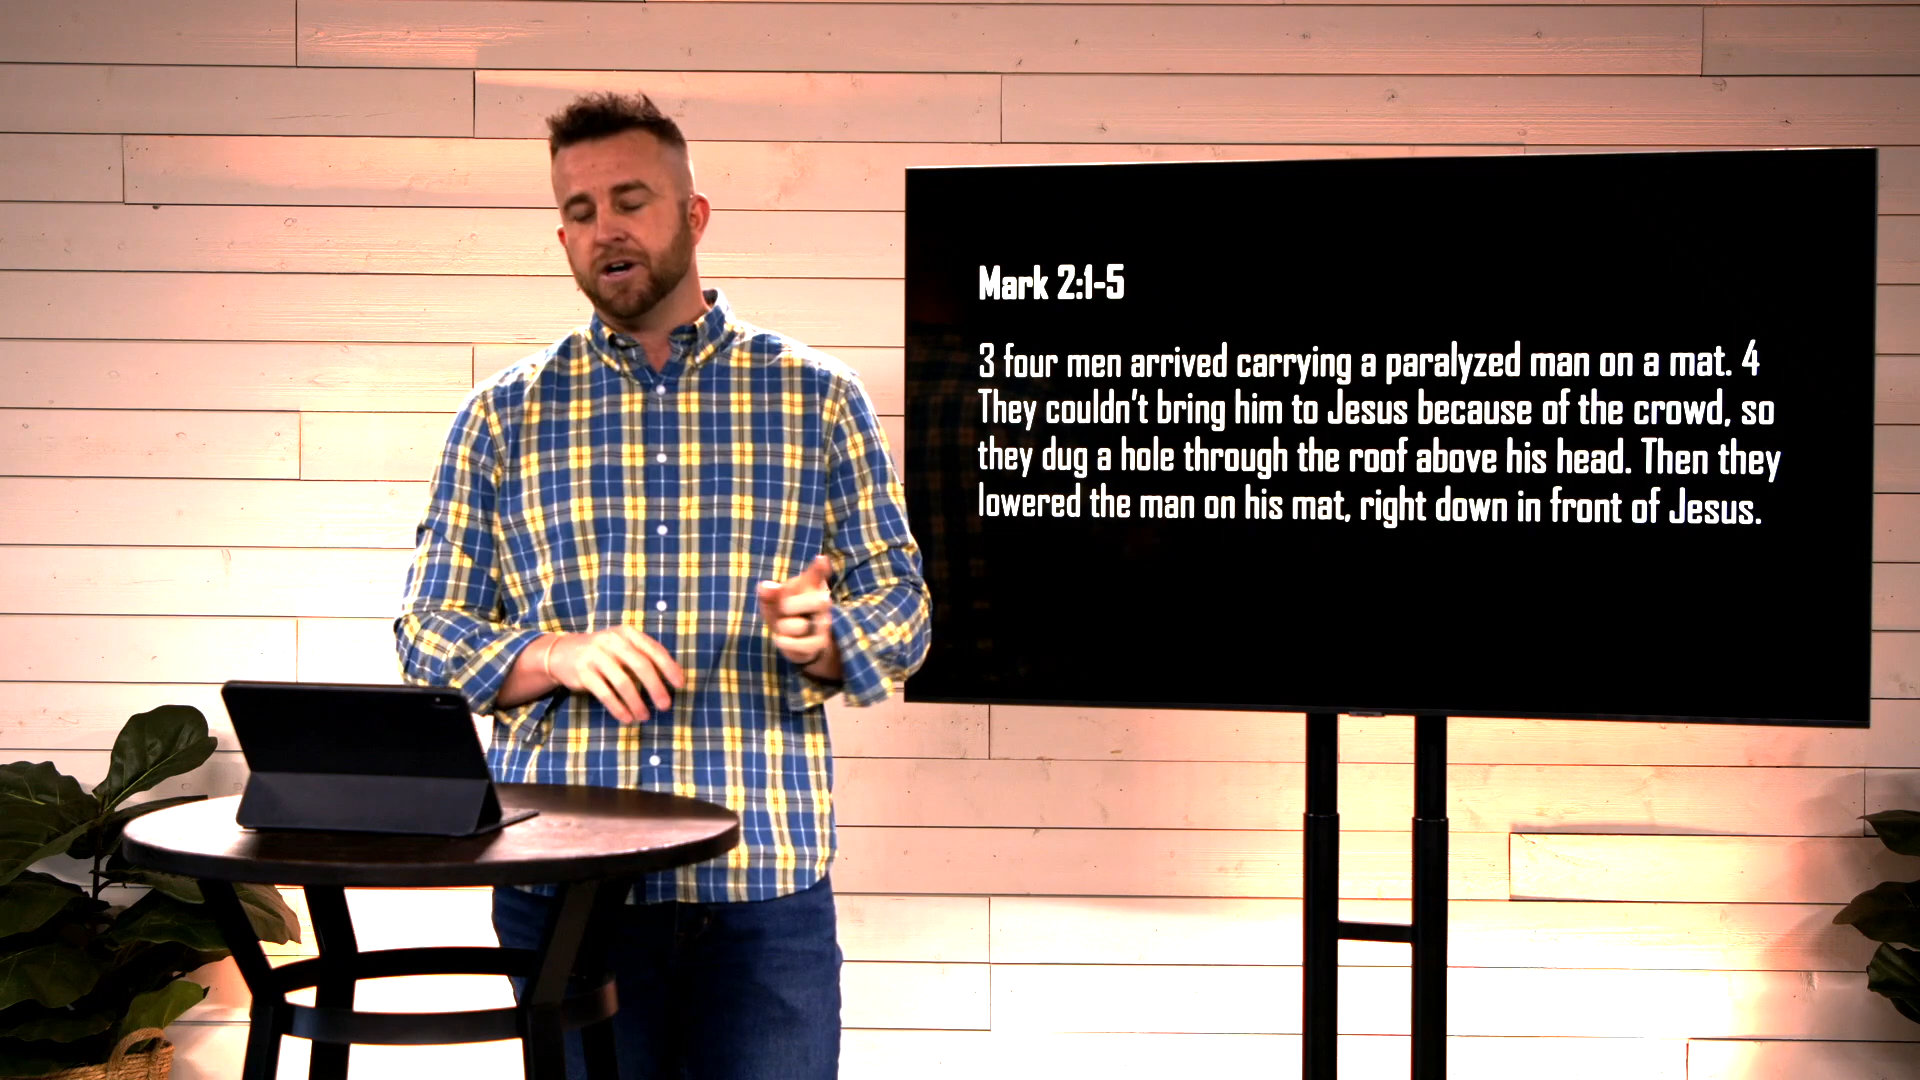 Mark 2:1-5
3 four men arrived carrying a paralyzed man on a mat. 4
They couldn't bring him to Jesus because of the crowd, so
they dug a hole through the roof above his head. Then they
lowered the man on his mat, right down in front of Jesus.